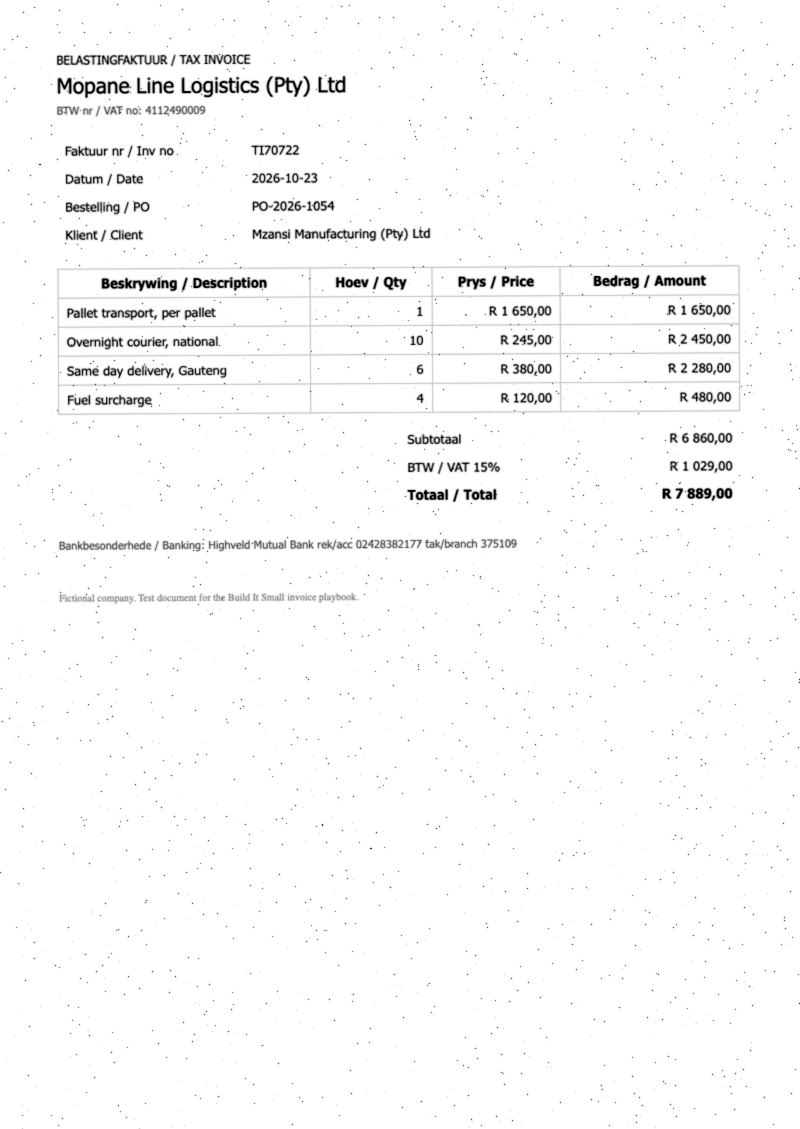 BELASTINGFAKTUUR / TAX INVOICE
Mopane Line Logistics (Pty) Ltd
BTW nr / VAT no: 4112490009
Faktuur nr / Inv no TI70722
Datum / Date 2026-10-23
Bestelling / PO PO-2026-1054
Klient / Client Mzansi Manufacturing (Pty) Ltd
Beskrywing / Description Hoev / Qty Prys / Price Bedrag / Amount
Pallet transport, per pallet 1 R 1 650,00 R 1 650,00
Overnight courier, national 10 R 245,00 R 2 450,00
Same day delivery, Gauteng 6 R 380,00 R 2 280,00
Fuel surcharge 4 R 120,00 R 480,00
Subtotaal R 6 860,00
BTW / VAT 15% R 1 029,00
Totaal / Total R 7 889,00
Bankbesonderhede / Banking: Highveld Mutual Bank rek/acc 02428382177 tak/branch 375109
Fictional company. Test document for the Build It Small invoice playbook.